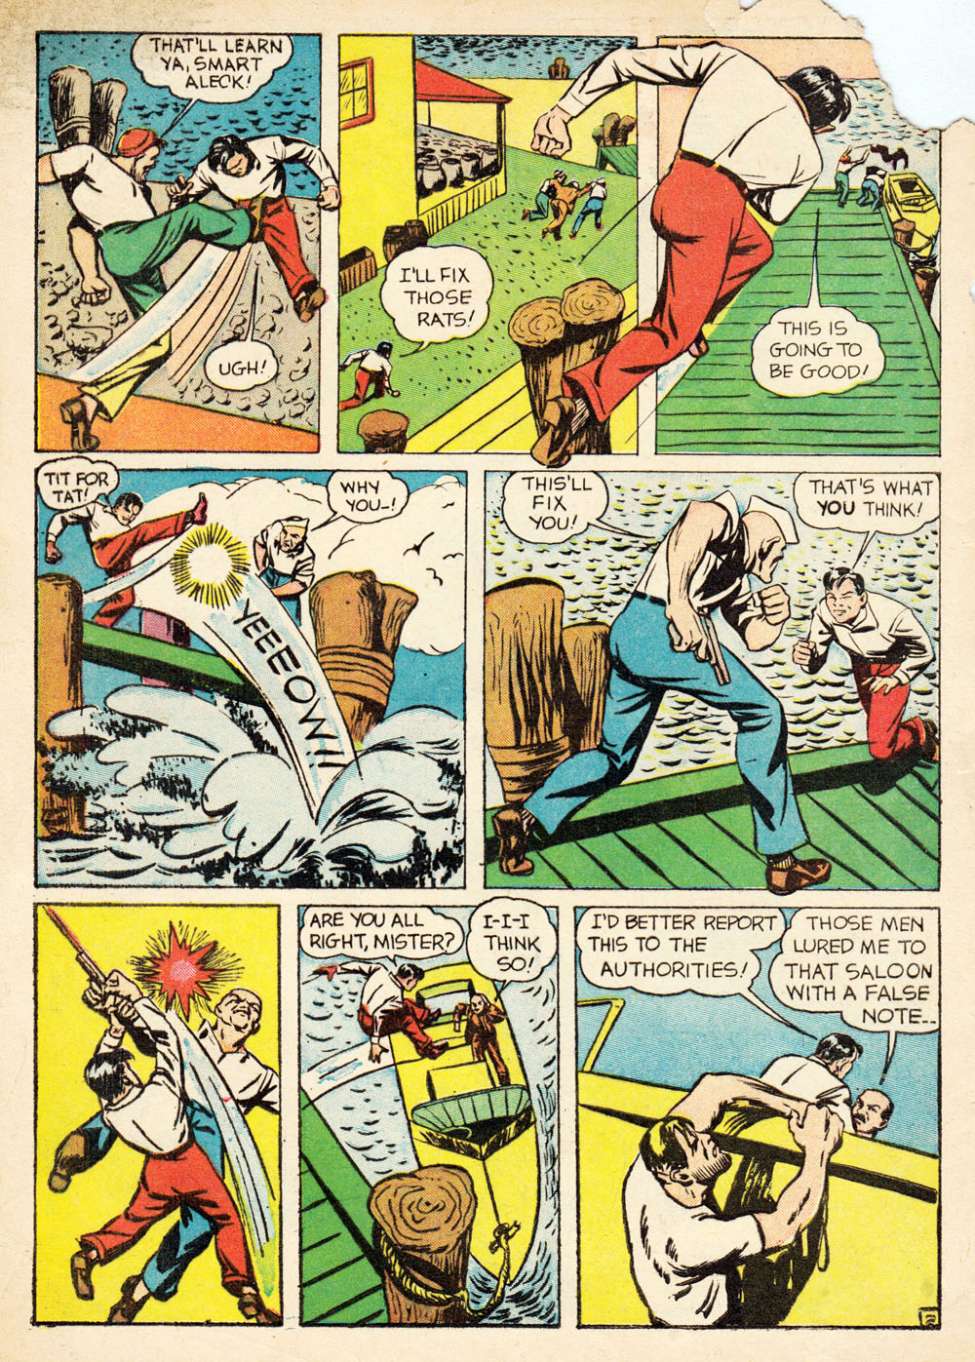 THAT'LL LEARN
YA, SMART
ALECK!
UGH!
I'LL FIX
THOSE
RATS!
THIS IS
GOING TO
BE GOOD!
TIT FOR
TAT!
WHY
YOU--!
YEEEOW!!
THIS'LL
FIX
YOU!
THAT'S WHAT
YOU THINK!
ARE YOU ALL
RIGHT, MISTER?
I-I-I
THINK
SO!
I'D BETTER REPORT
THIS TO THE
AUTHORITIES!
THOSE MEN
LURED ME TO
THAT SALOON
WITH A FALSE
NOTE..
2